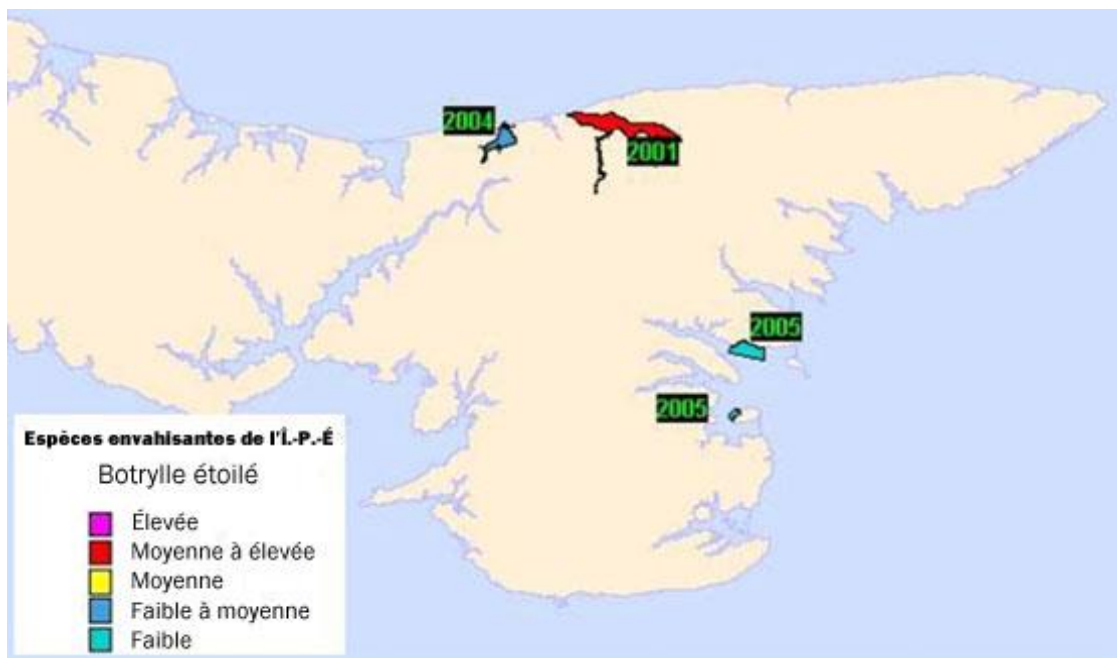 2004
2001
2005
2005
Espèces envahisantes de l'Î.-P.-É
Botrylle étoilé
Élevée
Moyenne à élevée
Moyenne
Faible à moyenne
Faible